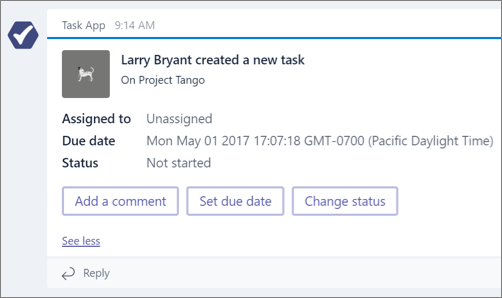 Task App 9:14 AM
Larry Bryant created a new task
On Project Tango
Assigned to Unassigned
Due date Mon May 01 2017 17:07:18 GMT-0700 (Pacific Daylight Time)
Status Not started
Add a comment Set due date Change status
See less
Reply